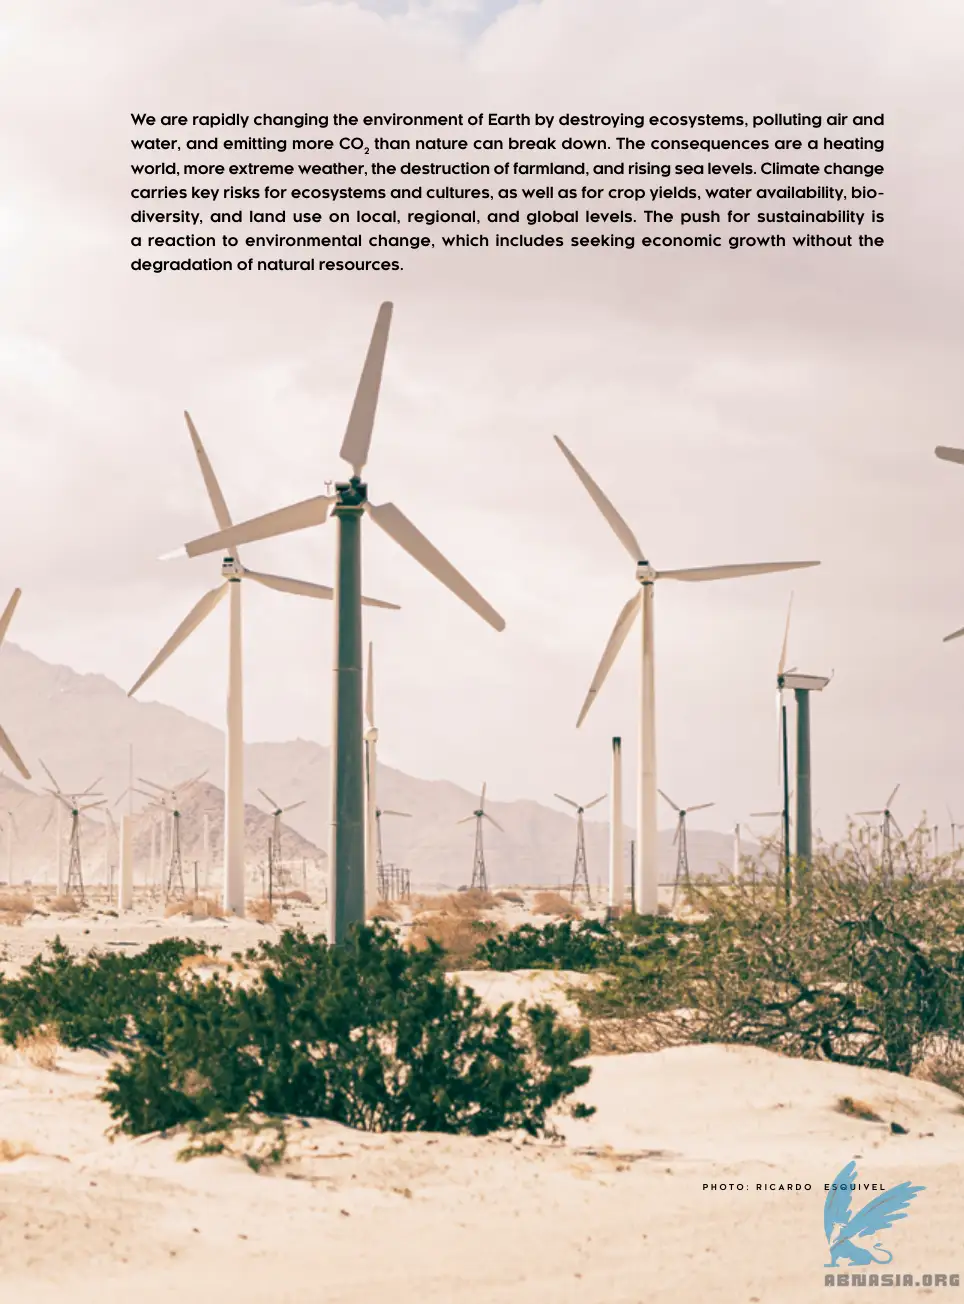 We are rapidly changing the environment of Earth by destroying ecosystems, polluting air and
water, and emitting more CO2 than nature can break down. The consequences are a heating
world, more extreme weather, the destruction of farmland, and rising sea levels. Climate change
carries key risks for ecosystems and cultures, as well as for crop yields, water availability, bio-
diversity, and land use on local, regional, and global levels. The push for sustainability is
a reaction to environmental change, which includes seeking economic growth without the
degradation of natural resources.
PHOTO: RICARDO ESQUIVEL
ABNASIA.ORG